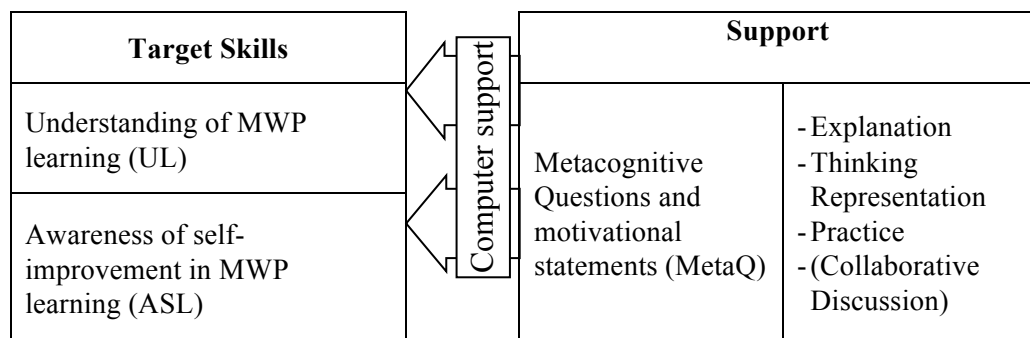 Target Skills
Understanding of MWP
learning (UL)
Awareness of self-
improvement in MWP
learning (ASL)
Computer support
Support
Metacognitive
Questions and
motivational
statements (MetaQ)
- Explanation
- Thinking
Representation
- Practice
- (Collaborative
Discussion)